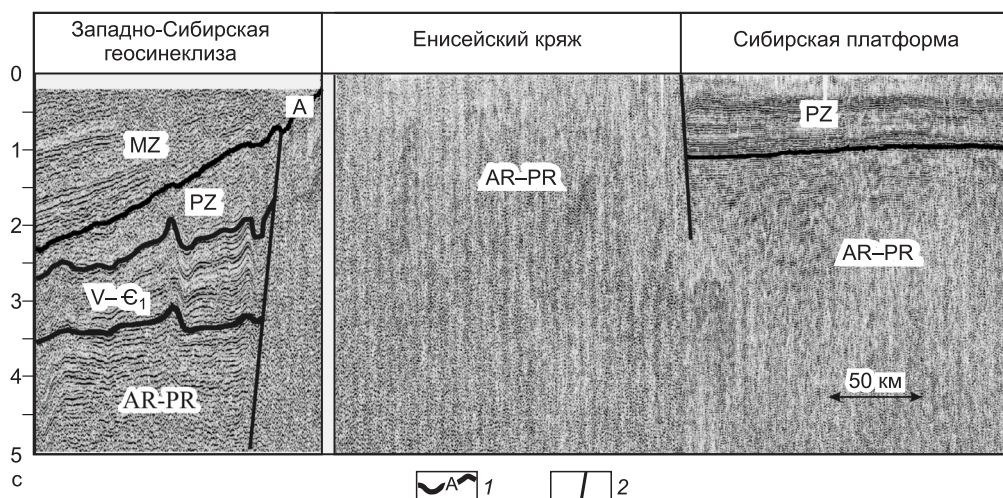 Западно-Сибирская
геосинеклиза
Енисейский кряж
Сибирская платформа
0
1
2
3
4
5
с
A
MZ
PZ
V–Є₁
AR-PR
AR–PR
PZ
AR–PR
50 км
A 1
2